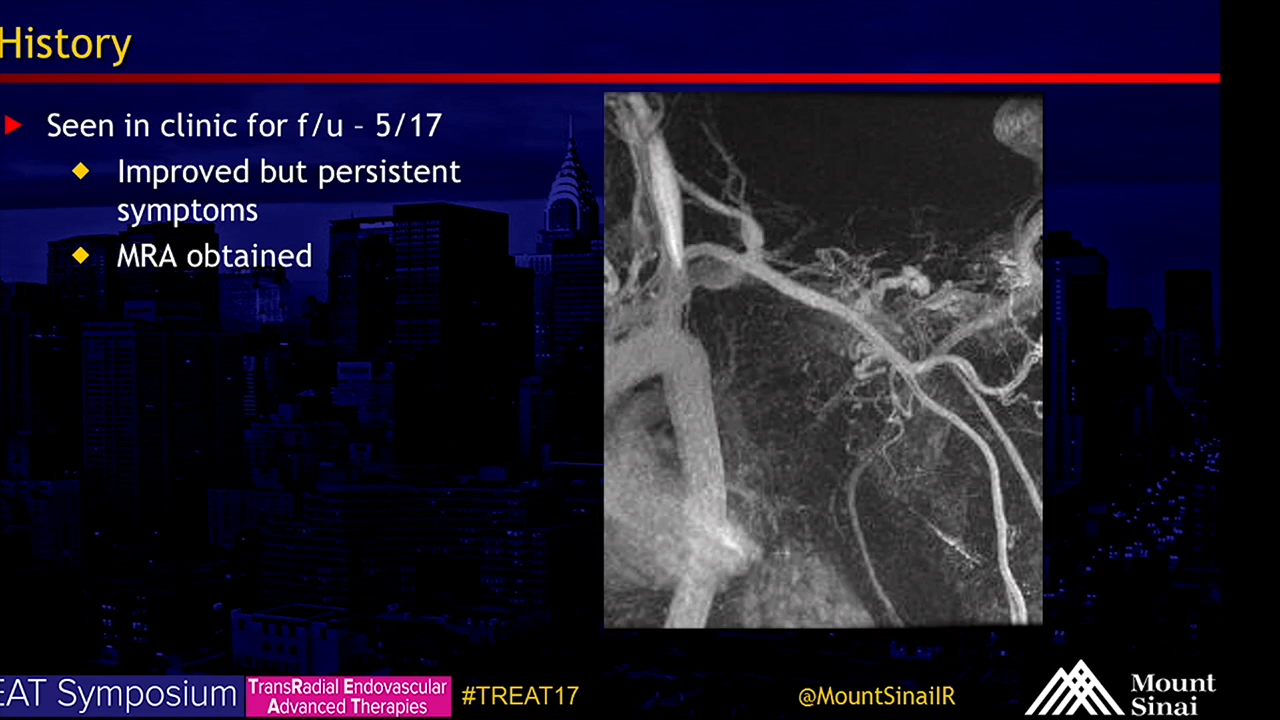 History
Seen in clinic for f/u – 5/17
Improved but persistent
symptoms
MRA obtained
EAT Symposium
TransRadial Endovascular
Advanced Therapies
#TREAT17
@MountSinaiIR
Mount
Sinai